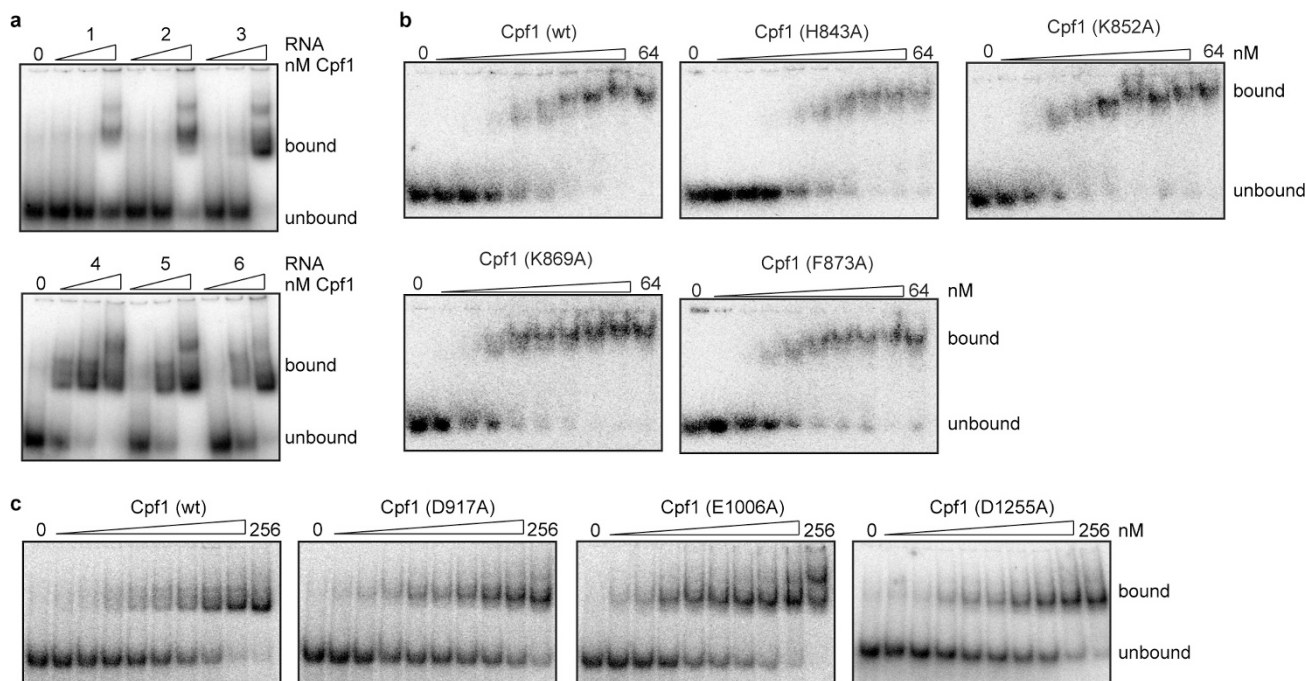 a
0 1 2 3 RNA
nM Cpf1
bound
unbound
0 4 5 6 RNA
nM Cpf1
bound
unbound
b
Cpf1 (wt) Cpf1 (H843A) Cpf1 (K852A)
0 64 0 64 0 64 nM
bound
unbound
Cpf1 (K869A) Cpf1 (F873A)
0 64 0 64 nM
bound
unbound
c
Cpf1 (wt) Cpf1 (D917A) Cpf1 (E1006A) Cpf1 (D1255A)
0 256 0 256 0 256 0 256 nM
bound
unbound